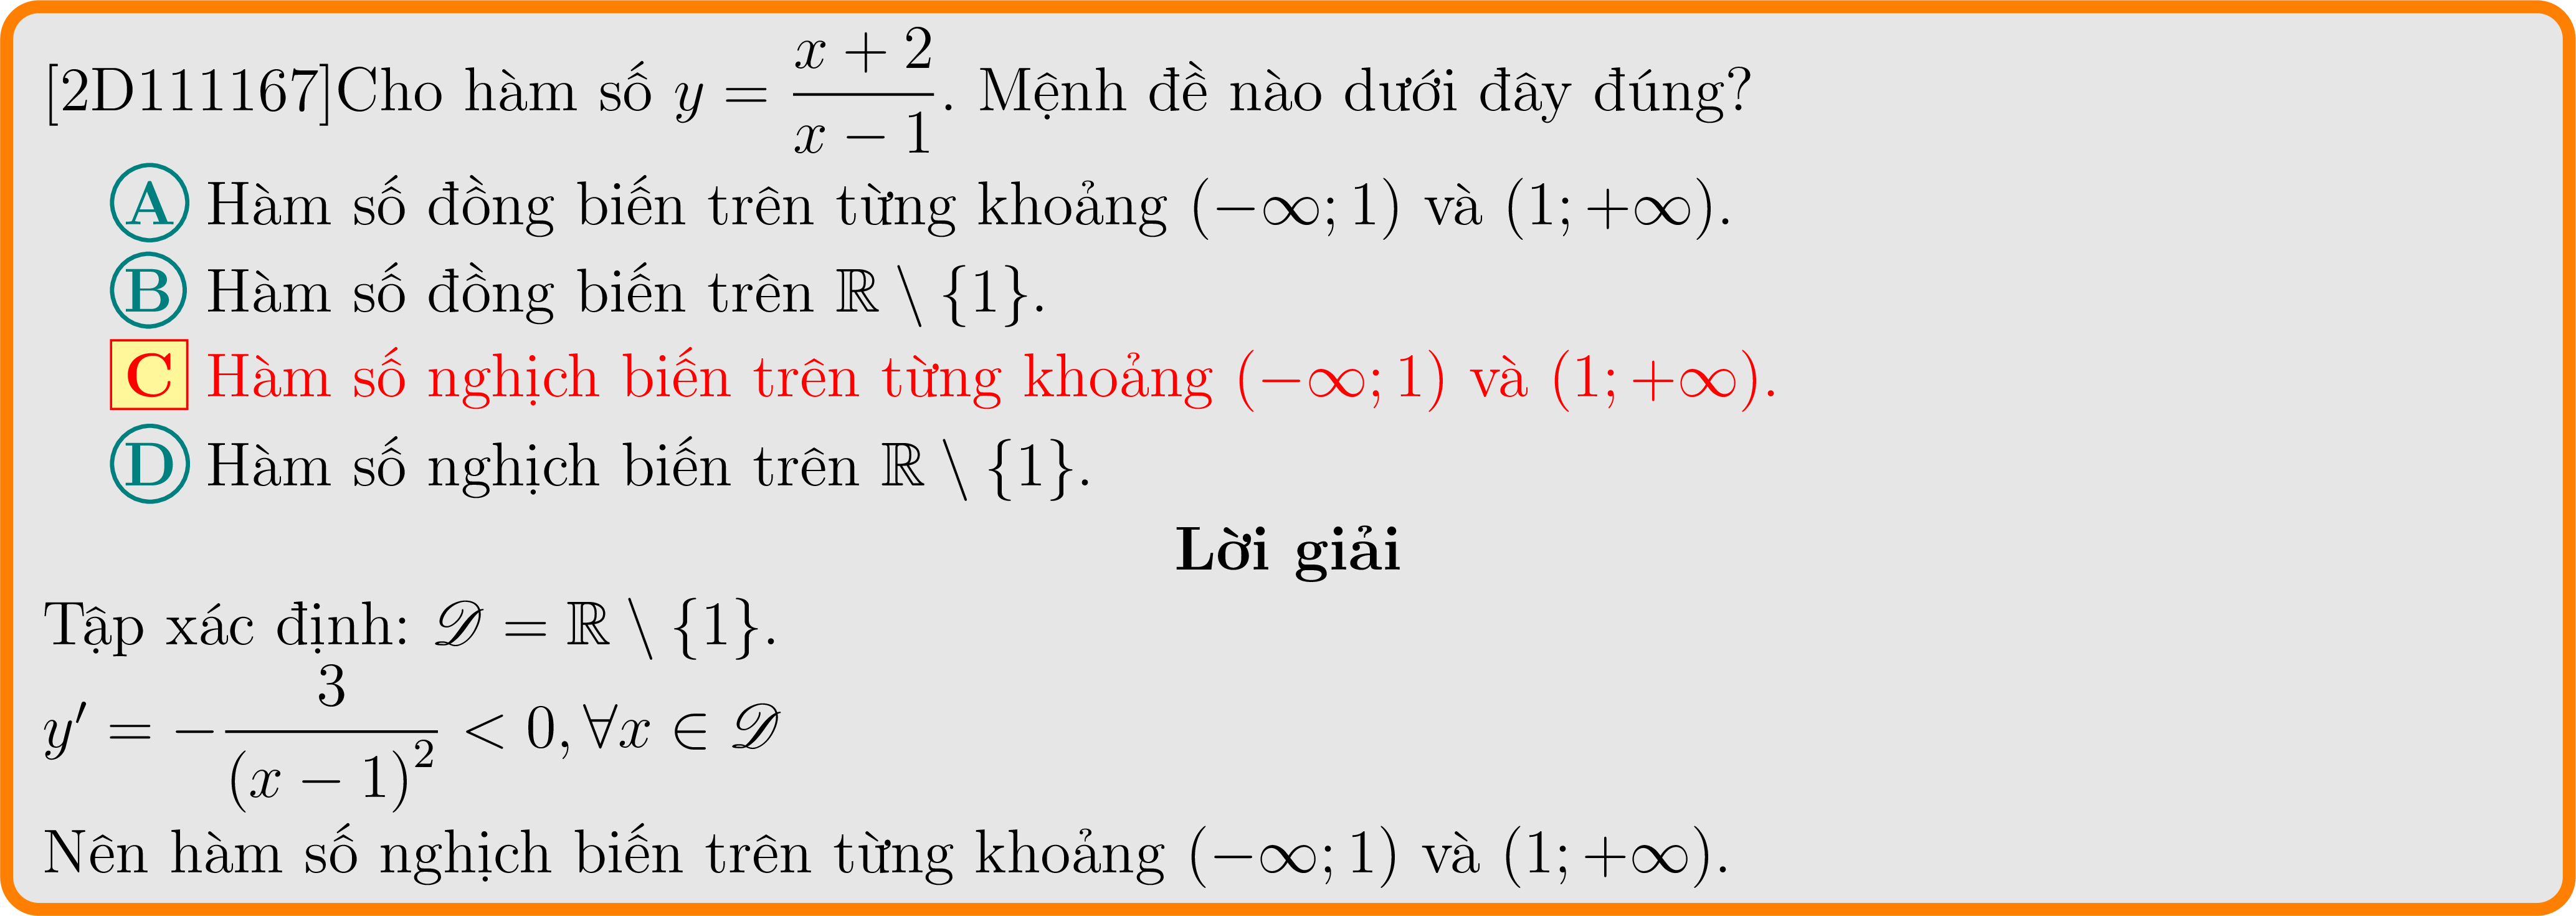 [2D111167]Cho hàm số $y = \dfrac{x+2}{x-1}$. Mệnh đề nào dưới đây đúng?
A Hàm số đồng biến trên từng khoảng $(-\infty; 1)$ và $(1; +\infty)$.
B Hàm số đồng biến trên $\mathbb{R} \setminus \{1\}$.
C Hàm số nghịch biến trên từng khoảng $(-\infty; 1)$ và $(1; +\infty)$.
D Hàm số nghịch biến trên $\mathbb{R} \setminus \{1\}$.
Lời giải
Tập xác định: $\mathscr{D} = \mathbb{R} \setminus \{1\}$.
$y' = -\dfrac{3}{(x-1)^2} < 0, \forall x \in \mathscr{D}$
Nên hàm số nghịch biến trên từng khoảng $(-\infty; 1)$ và $(1; +\infty)$.